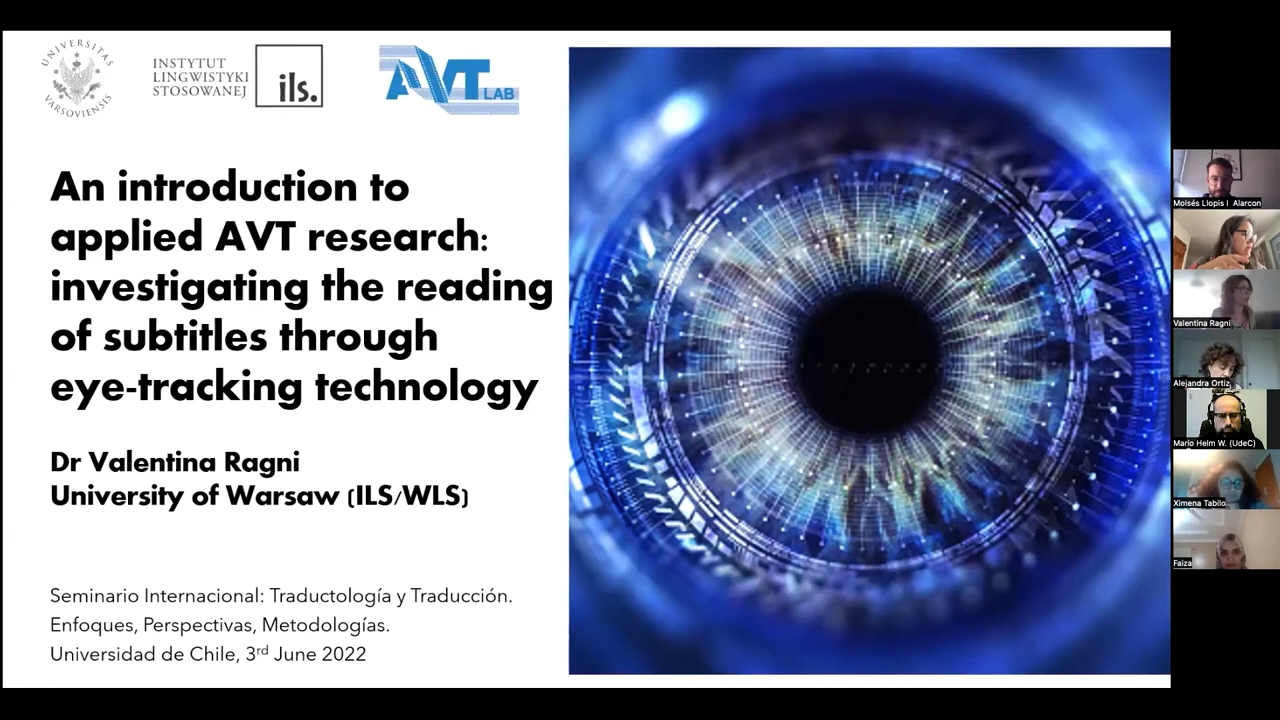 UNIVERSITAS
VARSOVIENSIS
INSTYTUT
LINGWISTYKI
STOSOWANEJ
ils.
AVT LAB
An introduction to
applied AVT research:
investigating the reading
of subtitles through
eye-tracking technology
Dr Valentina Ragni
University of Warsaw (ILS/WLS)
Seminario Internacional: Traductología y Traducción.
Enfoques, Perspectivas, Metodologías.
Universidad de Chile, 3rd June 2022
Moisés Llopis I Alarcon
Valentina Ragni
Alejandra Ortiz
Mario Helm W. (UdeC)
Ximena Tabilo
Faiza